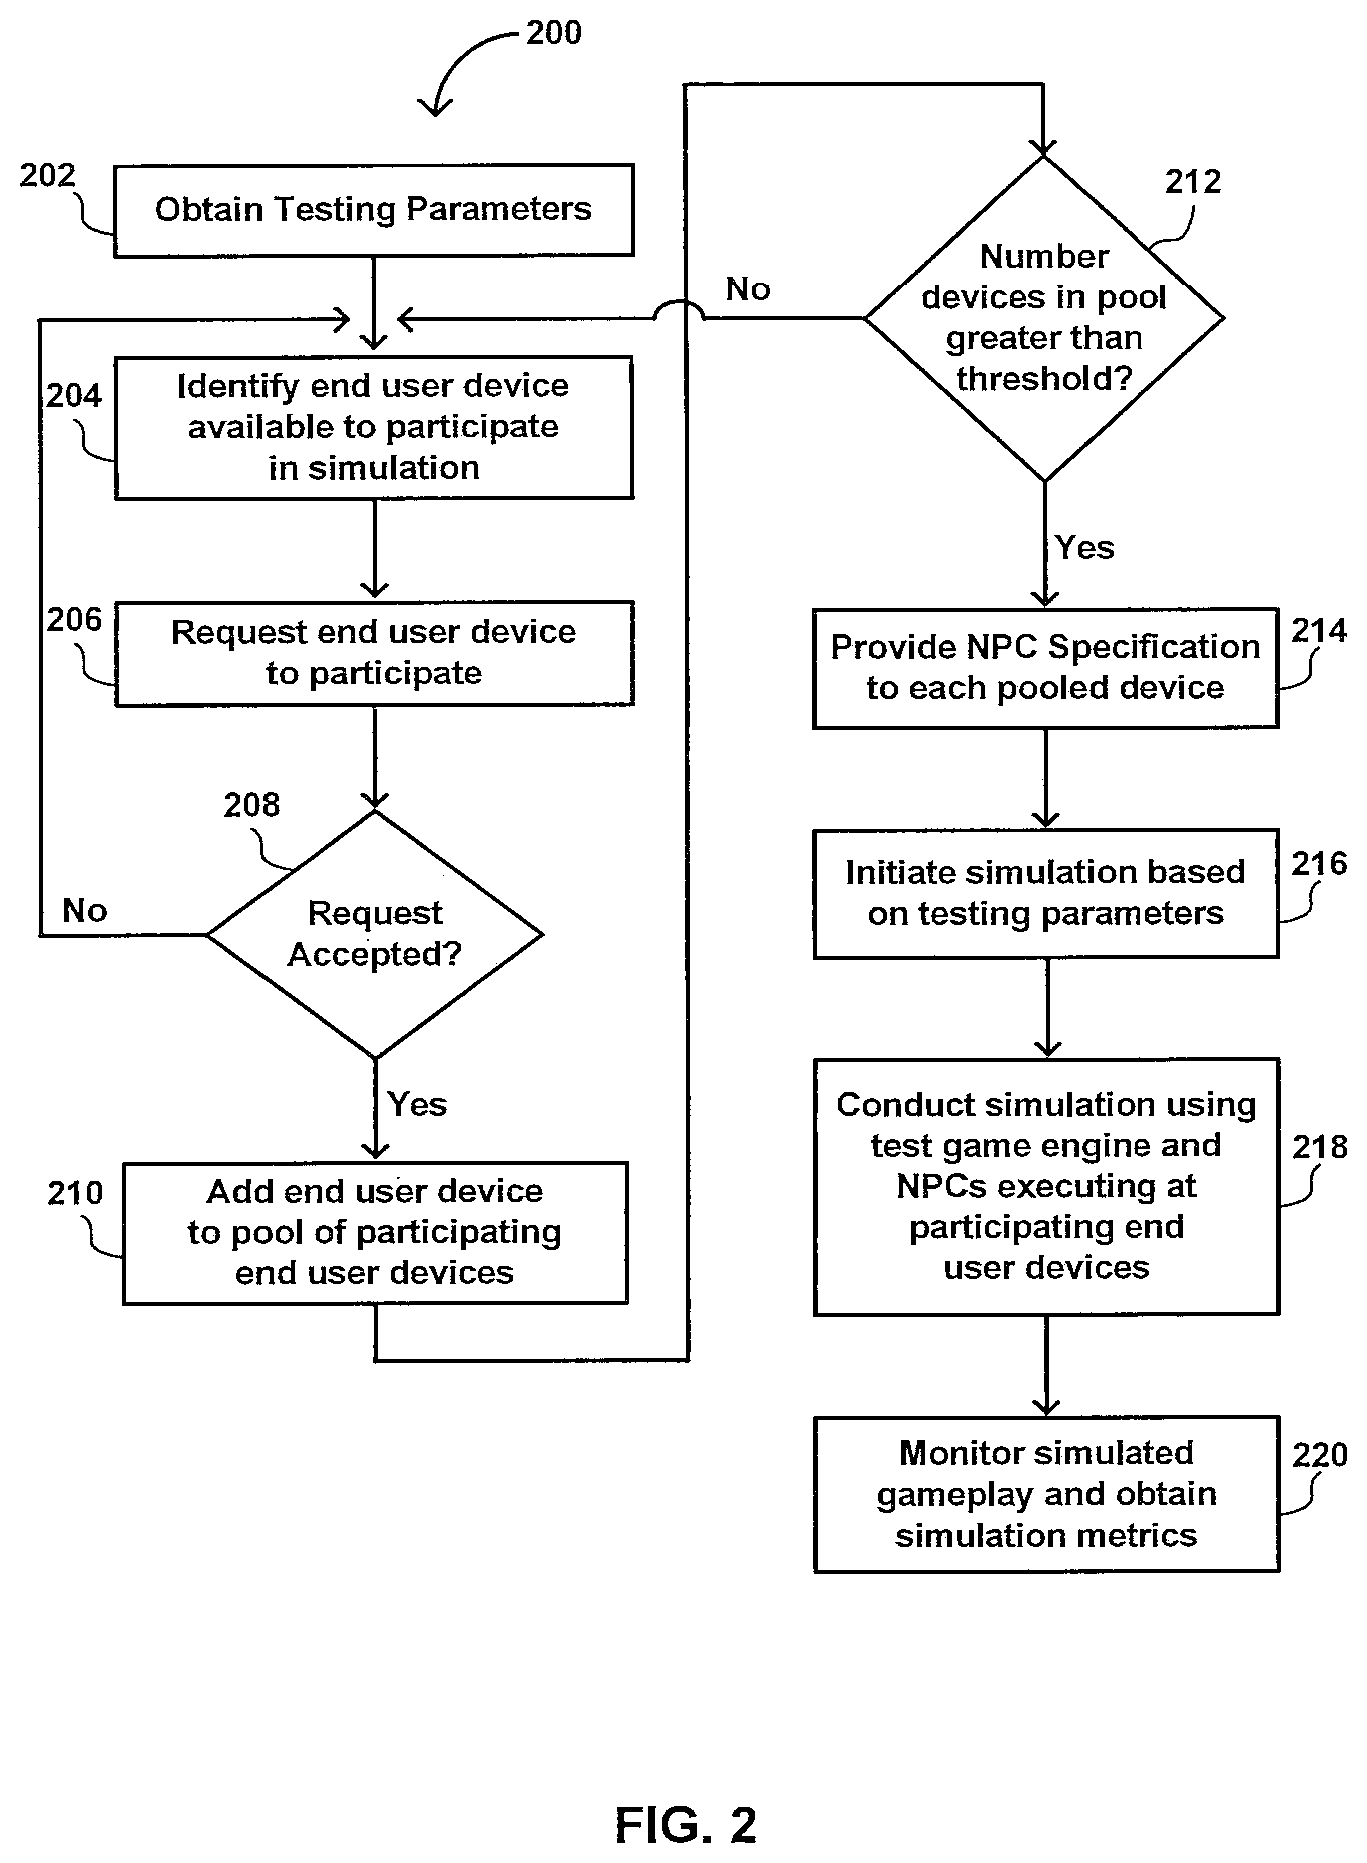 200
202
Obtain Testing Parameters
204
Identify end user device
available to participate
in simulation
206
Request end user device
to participate
208
Request
Accepted?
No
Yes
210
Add end user device
to pool of participating
end user devices
212
Number
devices in pool
greater than
threshold?
No
Yes
214
Provide NPC Specification
to each pooled device
216
Initiate simulation based
on testing parameters
218
Conduct simulation using
test game engine and
NPCs executing at
participating end
user devices
220
Monitor simulated
gameplay and obtain
simulation metrics
FIG. 2